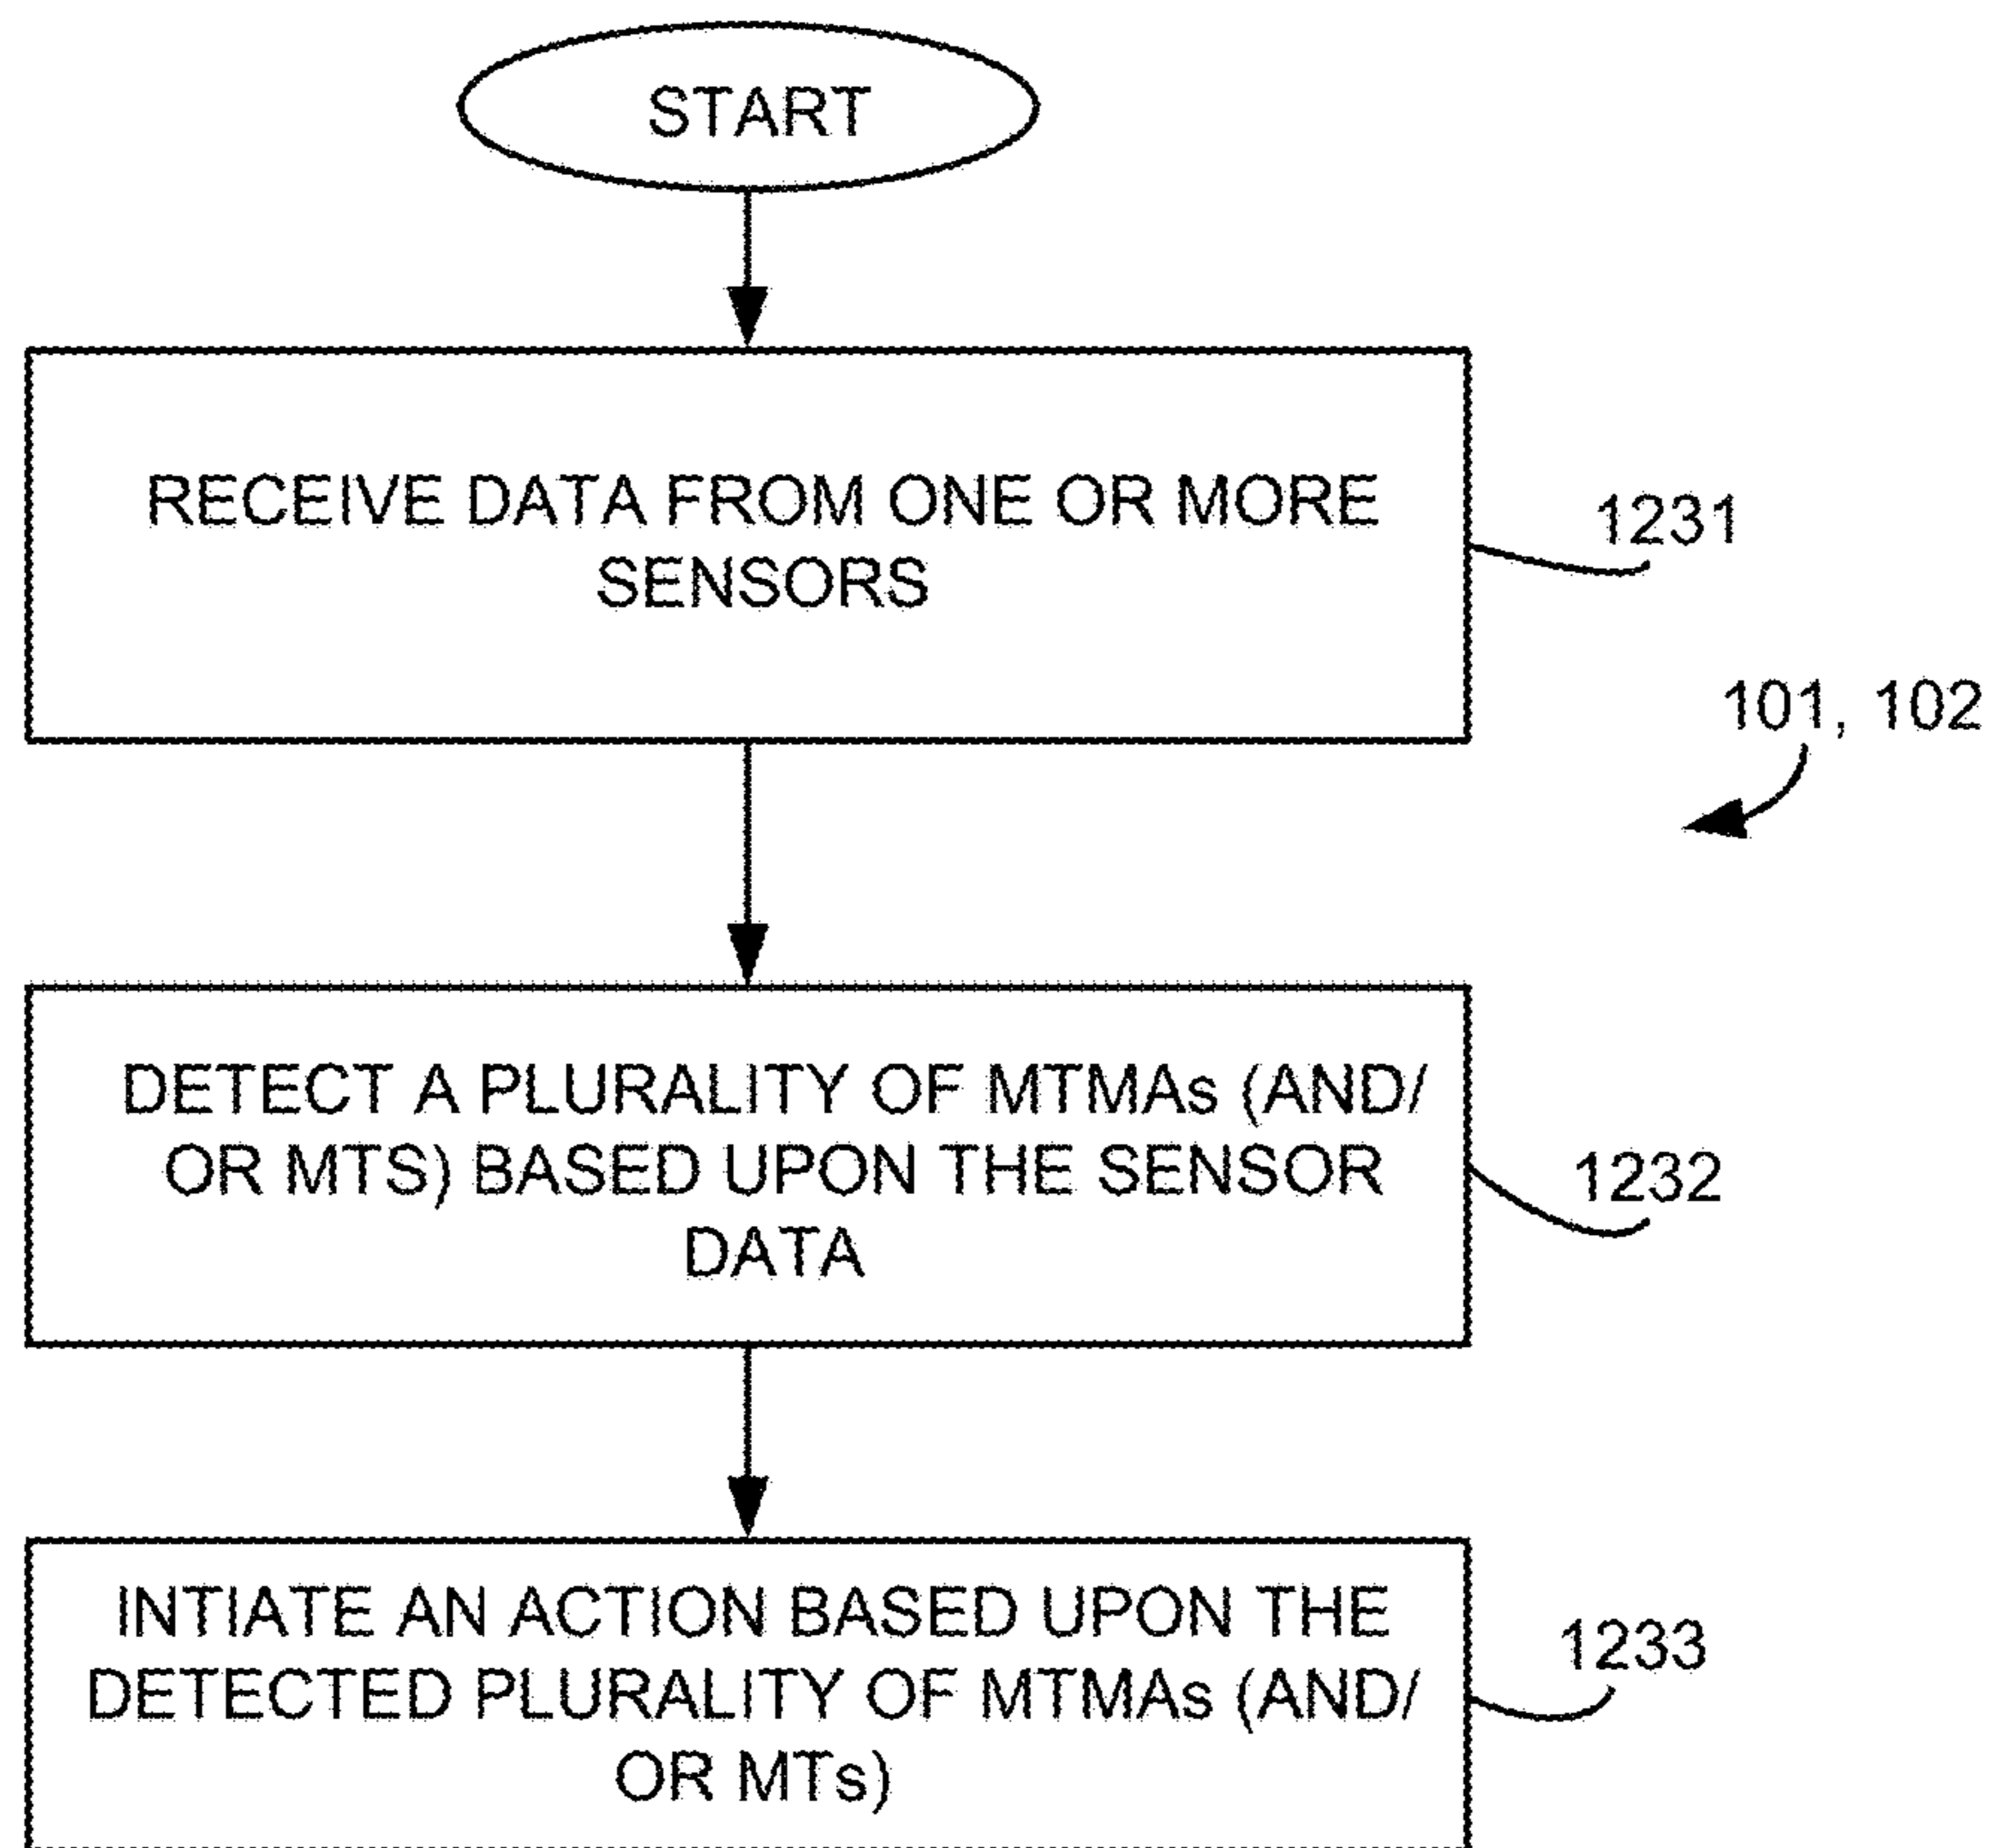 START
RECEIVE DATA FROM ONE OR MORE
SENSORS
1231
101, 102
DETECT A PLURALITY OF MTMAs (AND/
OR MTS) BASED UPON THE SENSOR
DATA
1232
INTIATE AN ACTION BASED UPON THE
DETECTED PLURALITY OF MTMAs (AND/
OR MTs)
1233